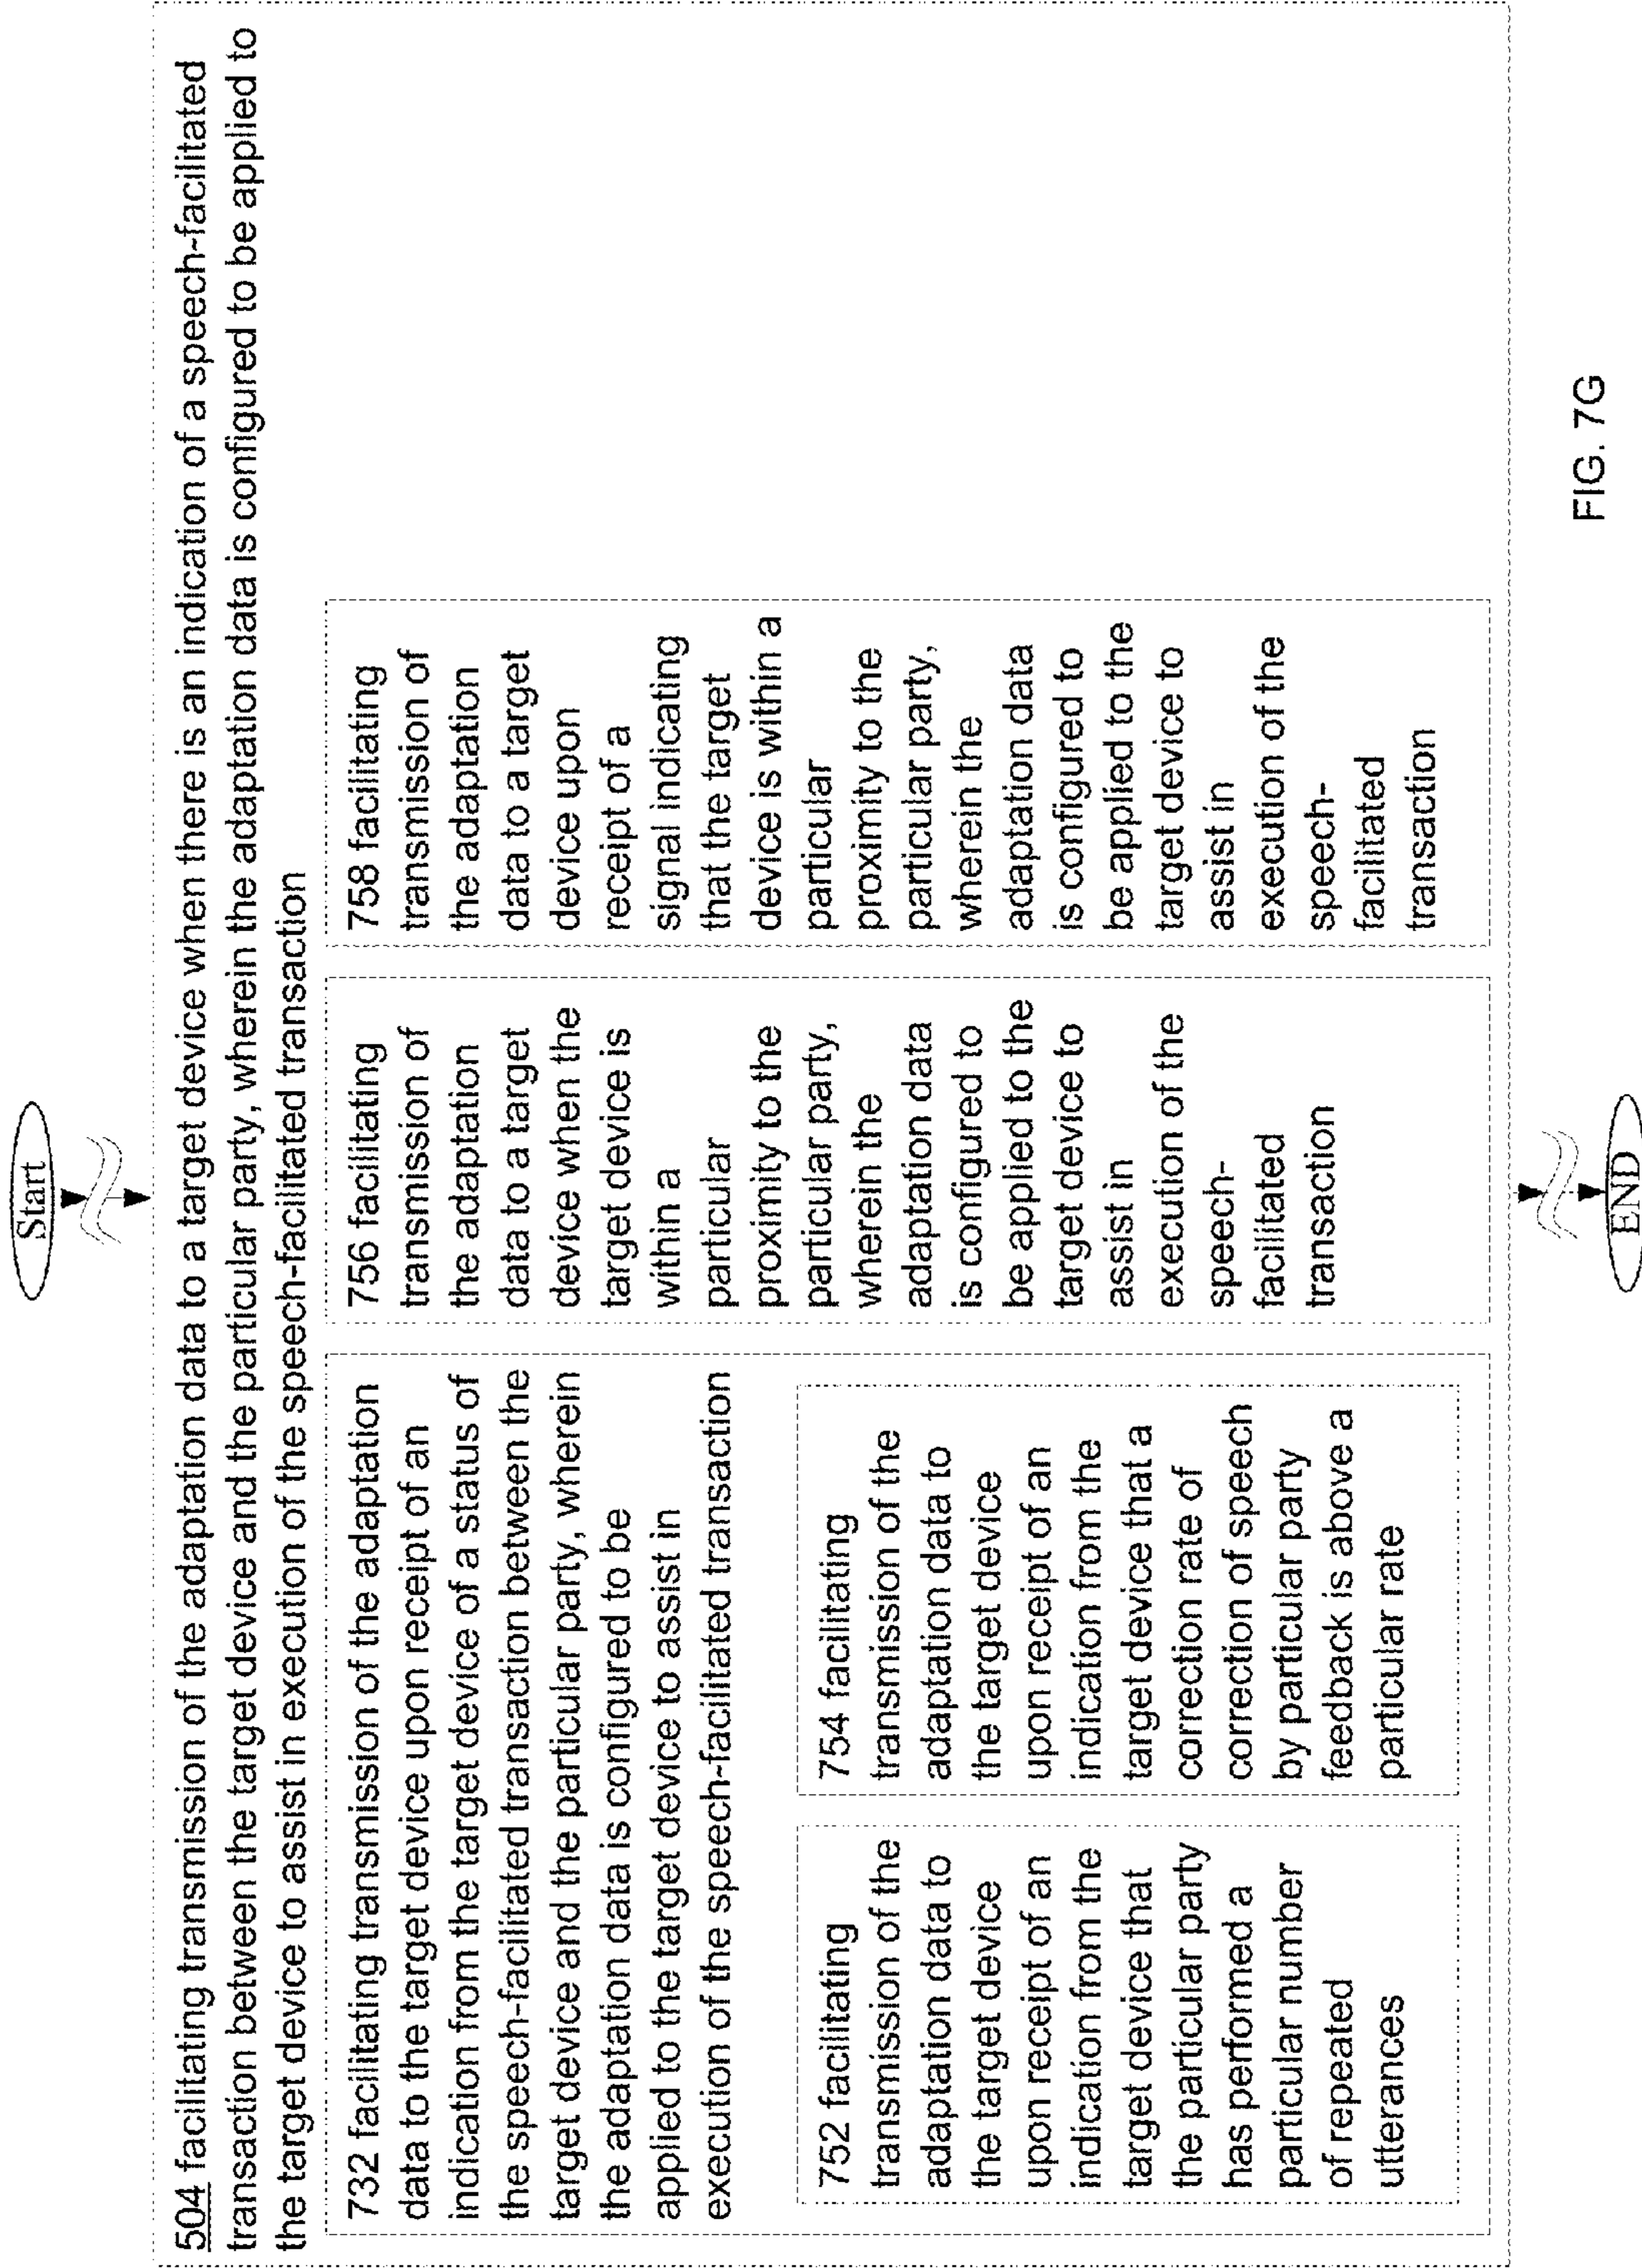 Start
504 facilitating transmission of the adaptation data to a target device when there is an indication of a speech-facilitated
transaction between the target device and the particular party, wherein the adaptation data is configured to be applied to
the target device to assist in execution of the speech-facilitated transaction
732 facilitating transmission of the adaptation
data to the target device upon receipt of an
indication from the target device of a status of
the speech-facilitated transaction between the
target device and the particular party, wherein
the adaptation data is configured to be
applied to the target device to assist in
execution of the speech-facilitated transaction
752 facilitating
transmission of the
adaptation data to
the target device
upon receipt of an
indication from the
target device that
the particular party
has performed a
particular number
of repeated
utterances
754 facilitating
transmission of the
adaptation data to
the target device
upon receipt of an
indication from the
target device that a
correction rate of
correction of speech
by particular party
feedback is above a
particular rate
756 facilitating
transmission of
the adaptation
data to a target
device when the
target device is
within a
particular
proximity to the
particular party,
wherein the
adaptation data
is configured to
be applied to the
target device to
assist in
execution of the
speech-
facilitated
transaction
758 facilitating
transmission of
the adaptation
data to a target
device upon
receipt of a
signal indicating
that the target
device is within a
particular
proximity to the
particular party,
wherein the
adaptation data
is configured to
be applied to the
target device to
assist in
execution of the
speech-
facilitated
transaction
END
FIG. 7G